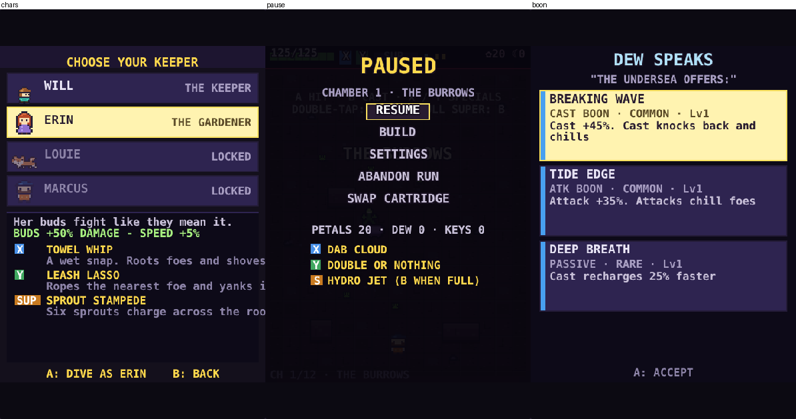 chars
pause
boon
CHOOSE YOUR KEEPER
WILL
THE KEEPER
ERIN
THE GARDENER
LOUIE
LOCKED
MARCUS
LOCKED
Her buds fight like they mean it.
BUDS +50% DAMAGE - SPEED +5%
X TOWEL WHIP
A wet snap. Roots foes and shoves
Y LEASH LASSO
Ropes the nearest foe and yanks i
SUP SPROUT STAMPEDE
Six sprouts charge across the roo
A: DIVE AS ERIN B: BACK
125/125
PAUSED
CHAMBER 1 · THE BURROWS
RESUME
BUILD
SETTINGS
ABANDON RUN
SWAP CARTRIDGE
PETALS 20 · DEW 0 · KEYS 0
X DAB CLOUD
Y DOUBLE OR NOTHING
S HYDRO JET (B WHEN FULL)
CH 1/12 · THE BURROWS
DEW SPEAKS
"THE UNDERSEA OFFERS:"
BREAKING WAVE
CAST BOON · COMMON · Lv1
Cast +45%. Cast knocks back and
chills
TIDE EDGE
ATK BOON · COMMON · Lv1
Attack +35%. Attacks chill foes
DEEP BREATH
PASSIVE · RARE · Lv1
Cast recharges 25% faster
A: ACCEPT